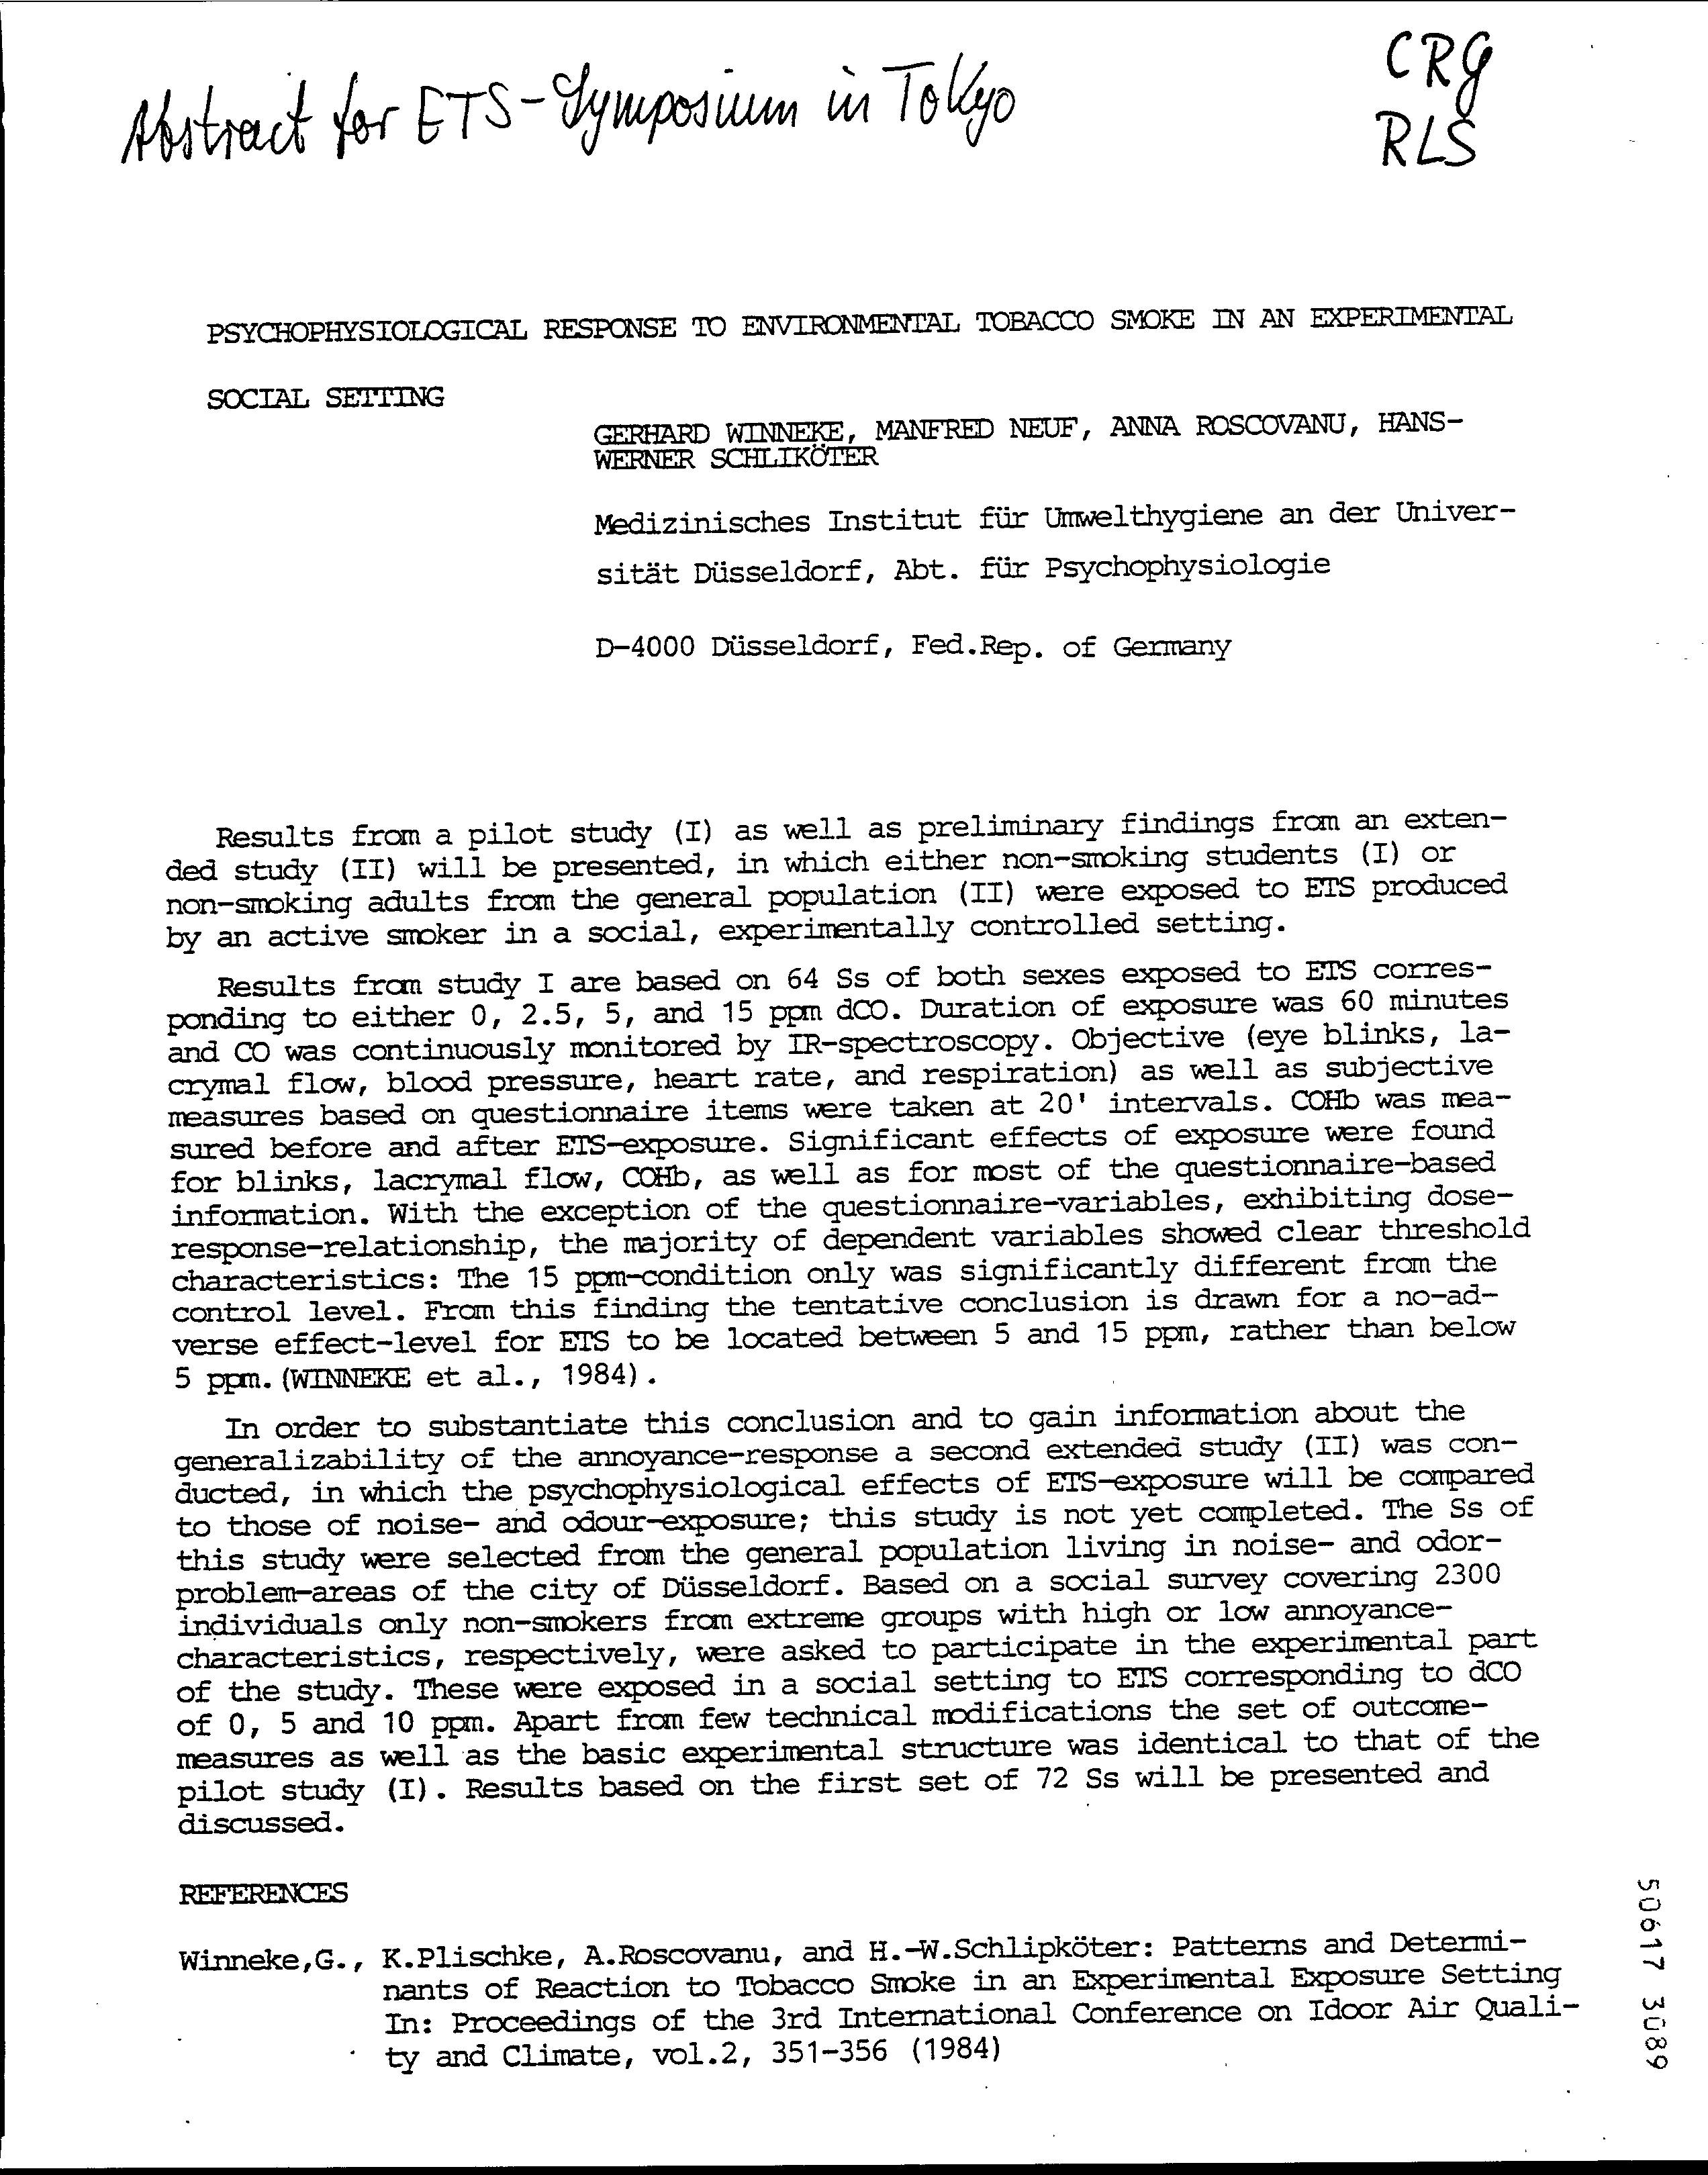 Abstract for ETS-Symposium in Tokyo
CRG
RLS
PSYCHOPHYSIOLOGICAL RESPONSE TO ENVIRONMENTAL TOBACCO SMOKE IN AN EXPERIMENTAL
SOCIAL SETTING
GERHARD WINNEKE, MANFRED NEUF, ANNA ROSCOVANU, HANS-
WERNER SCHLIKÖTER
Medizinisches Institut für Umwelthygiene an der Univer-
sität Düsseldorf, Abt. für Psychophysiologie
D-4000 Düsseldorf, Fed.Rep. of Germany
Results from a pilot study (I) as well as preliminary findings from an exten-
ded study (II) will be presented, in which either non-smoking students (I) or
non-smoking adults from the general population (II) were exposed to ETS produced
by an active smoker in a social, experimentally controlled setting.
Results from study I are based on 64 Ss of both sexes exposed to ETS corres-
ponding to either 0, 2.5, 5, and 15 ppm dCO. Duration of exposure was 60 minutes
and CO was continuously monitored by IR-spectroscopy. Objective (eye blinks, la-
crymal flow, blood pressure, heart rate, and respiration) as well as subjective
measures based on questionnaire items were taken at 20' intervals. COHb was mea-
sured before and after ETS-exposure. Significant effects of exposure were found
for blinks, lacrymal flow, COHb, as well as for most of the questionnaire-based
information. With the exception of the questionnaire-variables, exhibiting dose-
response-relationship, the majority of dependent variables showed clear threshold
characteristics: The 15 ppm-condition only was significantly different from the
control level. From this finding the tentative conclusion is drawn for a no-ad-
verse effect-level for ETS to be located between 5 and 15 ppm, rather than below
5 ppm.(WINNEKE et al., 1984).
In order to substantiate this conclusion and to gain information about the
generalizability of the annoyance-response a second extended study (II) was con-
ducted, in which the psychophysiological effects of ETS-exposure will be compared
to those of noise- and odour-exposure; this study is not yet completed. The Ss of
this study were selected from the general population living in noise- and odor-
problem-areas of the city of Düsseldorf. Based on a social survey covering 2300
individuals only non-smokers from extreme groups with high or low annoyance-
characteristics, respectively, were asked to participate in the experimental part
of the study. These were exposed in a social setting to ETS corresponding to dCO
of 0, 5 and 10 ppm. Apart from few technical modifications the set of outcome-
measures as well as the basic experimental structure was identical to that of the
pilot study (I). Results based on the first set of 72 Ss will be presented and
discussed.
REFERENCES
Winneke,G., K.Plischke, A.Roscovanu, and H.-W.Schlipköter: Patterns and Determi-
nants of Reaction to Tobacco Smoke in an Experimental Exposure Setting
In: Proceedings of the 3rd International Conference on Idoor Air Quali-
ty and Climate, vol.2, 351-356 (1984)
50617 3089